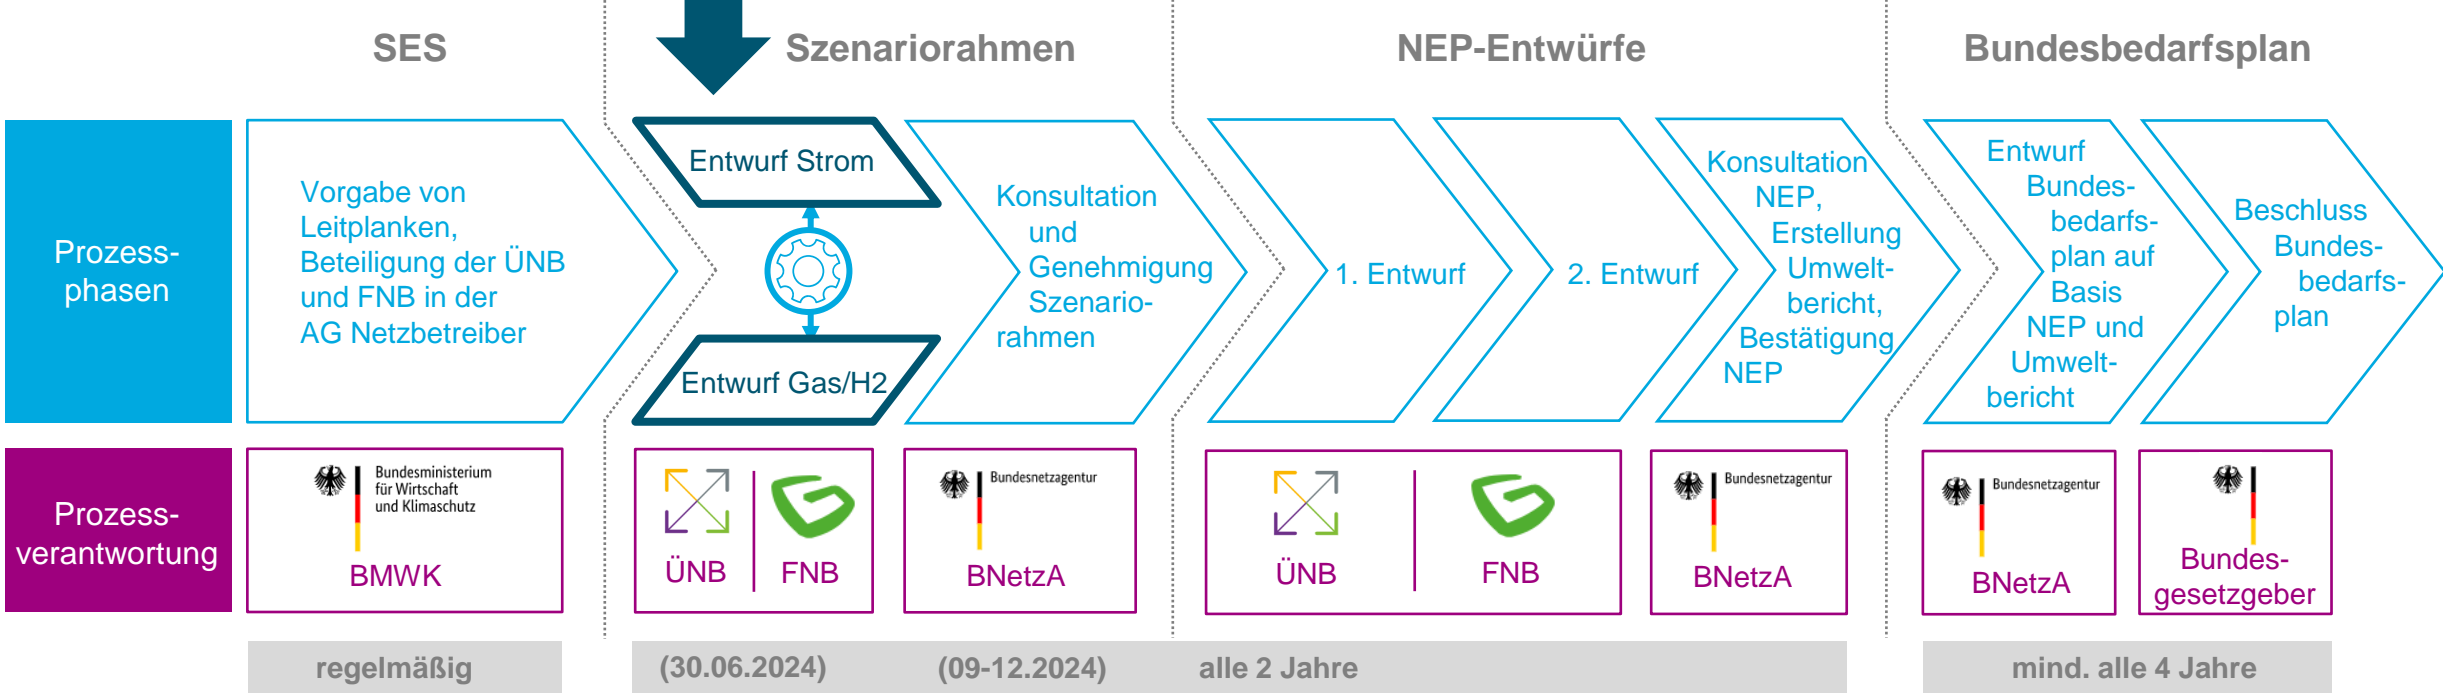 SES
Szenariorahmen
NEP-Entwürfe
Bundesbedarfsplan
Prozess-
phasen
Vorgabe von
Leitplanken,
Beteiligung der ÜNB
und FNB in der
AG Netzbetreiber
Entwurf Strom
Entwurf Gas/H2
Konsultation
und
Genehmigung
Szenario-
rahmen
1. Entwurf
2. Entwurf
Konsultation
NEP,
Erstellung
Umwelt-
bericht,
Bestätigung
NEP
Entwurf
Bundes-
bedarfs-
plan auf
Basis
NEP und
Umwelt-
bericht
Beschluss
Bundes-
bedarfs-
plan
Prozess-
verantwortung
Bundesministerium
für Wirtschaft
und Klimaschutz
BMWK
ÜNB
FNB
Bundesnetzagentur
BNetzA
ÜNB
FNB
Bundesnetzagentur
BNetzA
Bundesnetzagentur
BNetzA
Bundes-
gesetzgeber
regelmäßig
(30.06.2024)
(09-12.2024)
alle 2 Jahre
mind. alle 4 Jahre